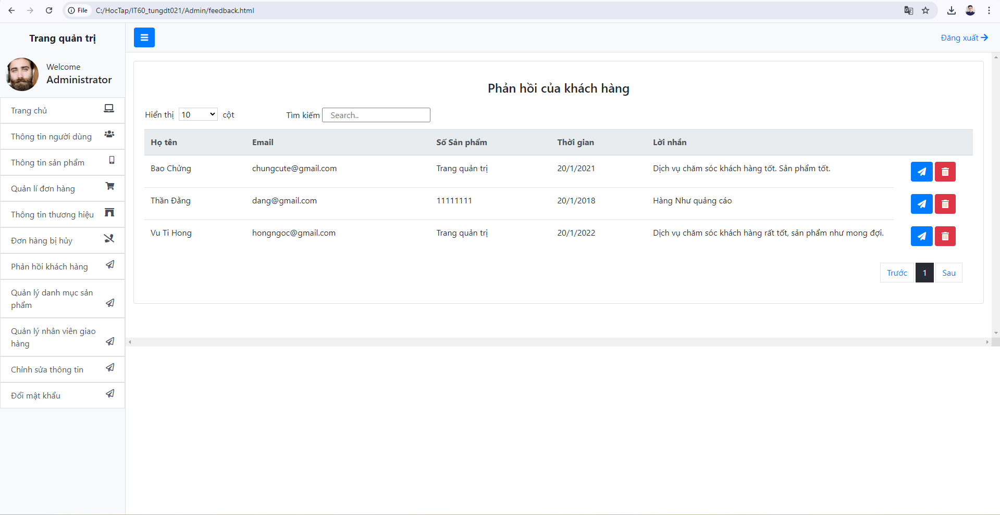 File C:/HocTap/IT60_tungdt021/Admin/feedback.html
Trang quản trị
Đăng xuất
Welcome
Administrator
Trang chủ
Thông tin người dùng
Thông tin sản phẩm
Quản lí đơn hàng
Thông tin thương hiệu
Đơn hàng bị hủy
Phản hồi khách hàng
Quản lý danh mục sản
phẩm
Quản lý nhân viên giao
hàng
Chỉnh sửa thông tin
Đổi mật khẩu
Phản hồi của khách hàng
Hiển thị 10 cột Tìm kiếm Search..
Họ tên Email Số Sản phẩm Thời gian Lời nhắn
Bao Chửng chungcute@gmail.com Trang quản trị 20/1/2021 Dịch vụ chăm sóc khách hàng tốt. Sản phẩm tốt.
Thần Đằng dang@gmail.com 11111111 20/1/2018 Hàng Như quảng cáo
Vu Ti Hong hongngoc@gmail.com Trang quản trị 20/1/2022 Dịch vụ chăm sóc khách hàng rất tốt, sản phẩm như mong đợi.
Trước 1 Sau